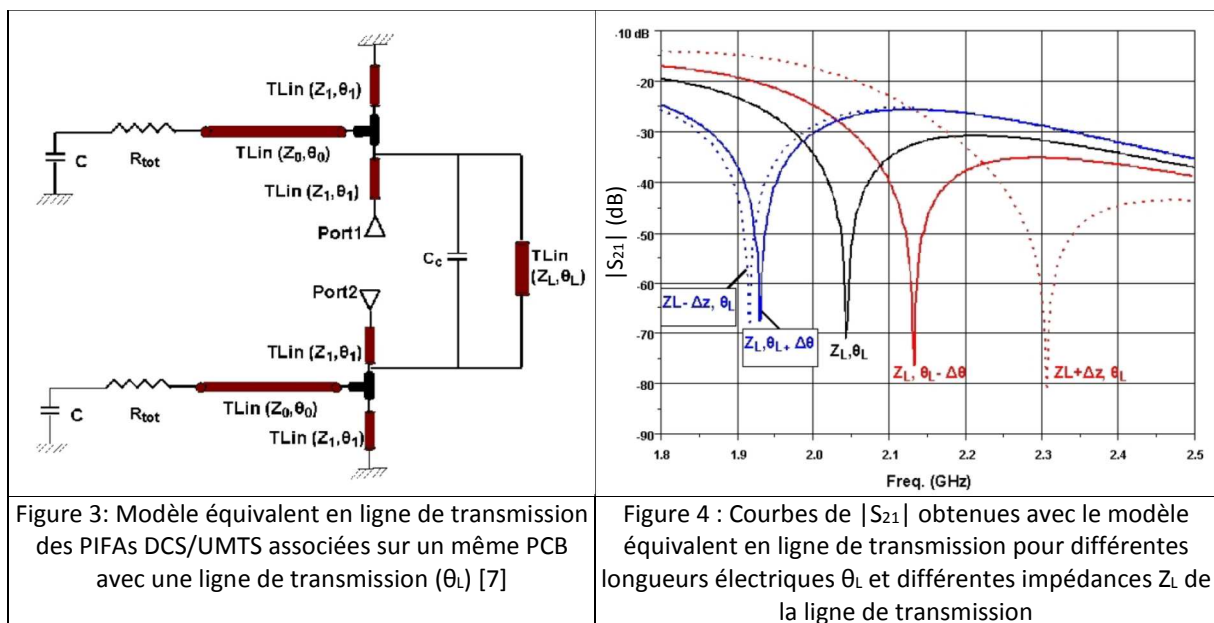 TLin (Z₁,θ₁)
C
Rtot
TLin (Z₀,θ₀)
TLin (Z₁,θ₁)
Port1
Cc
TLin
(ZL,θL)
Port2
TLin (Z₁,θ₁)
C
Rtot
TLin (Z₀,θ₀)
TLin (Z₁,θ₁)
Figure 3: Modèle équivalent en ligne de transmission
des PIFAs DCS/UMTS associées sur un même PCB
avec une ligne de transmission (θL) [7]
-10 dB
-20
-30
-40
-50
-60
-70
-80
-90
|S₂₁| (dB)
ZL- Δz, θL
ZL,θL+ Δθ
ZL,θL
ZL, θL- Δθ
ZL+Δz, θL
1.8
1.9
2.0
2.1
2.2
2.3
2.4
2.5
Freq. (GHz)
Figure 4 : Courbes de |S₂₁| obtenues avec le modèle
équivalent en ligne de transmission pour différentes
longueurs électriques θL et différentes impédances ZL de
la ligne de transmission